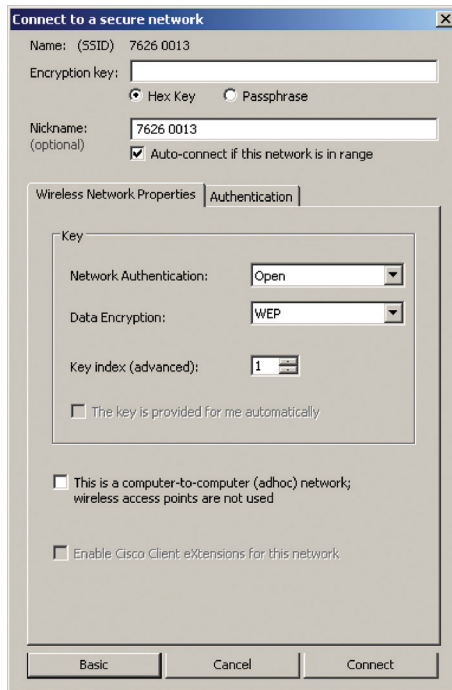 Connect to a secure network
Name: (SSID) 7626 0013
Encryption key:
Hex Key Passphrase
Nickname: 7626 0013
(optional)
Auto-connect if this network is in range
Wireless Network Properties Authentication
Key
Network Authentication: Open
Data Encryption: WEP
Key index (advanced): 1
The key is provided for me automatically
This is a computer-to-computer (adhoc) network;
wireless access points are not used
Enable Cisco Client eXtensions for this network
Basic Cancel Connect